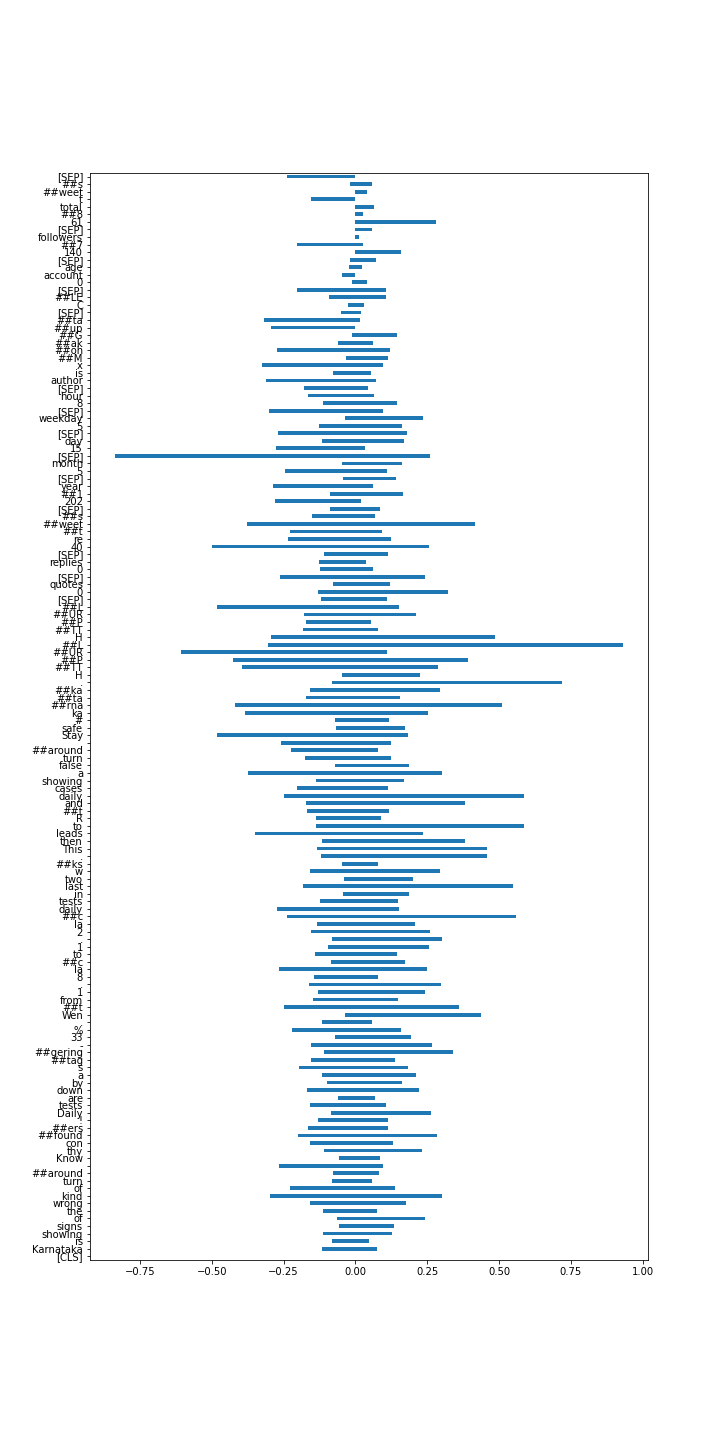 [SEP]
##s
##weet
t
total
##8
61
[SEP]
followers
##7
140
[SEP]
age
account
0
[SEP]
##LE
C
[SEP]
##ta
##up
##G
##ak
##on
##M
x
is
author
[SEP]
hour
8
[SEP]
weekday
5
[SEP]
day
15
[SEP]
month
5
[SEP]
year
##1
202
[SEP]
##s
##weet
##t
re
40
[SEP]
replies
0
[SEP]
quotes
0
[SEP]
##L
##UR
##P
##TT
H
##L
##UR
##P
##TT
H
.
##ka
##ta
##rna
ka
#
safe
Stay
.
##around
turn
false
a
showing
cases
daily
and
##t
R
to
leads
then
This
.
##ks
w
two
last
in
tests
daily
##c
la
2
.
1
to
##c
la
8
.
1
from
##t
Wen
.
%
33
-
##gering
##tag
s
a
by
down
are
tests
Daily
!
##ers
##found
con
thy
Know
.
##around
turn
of
kind
wrong
the
of
signs
showing
is
Karnataka
[CLS]
−0.75 −0.50 −0.25 0.00 0.25 0.50 0.75 1.00